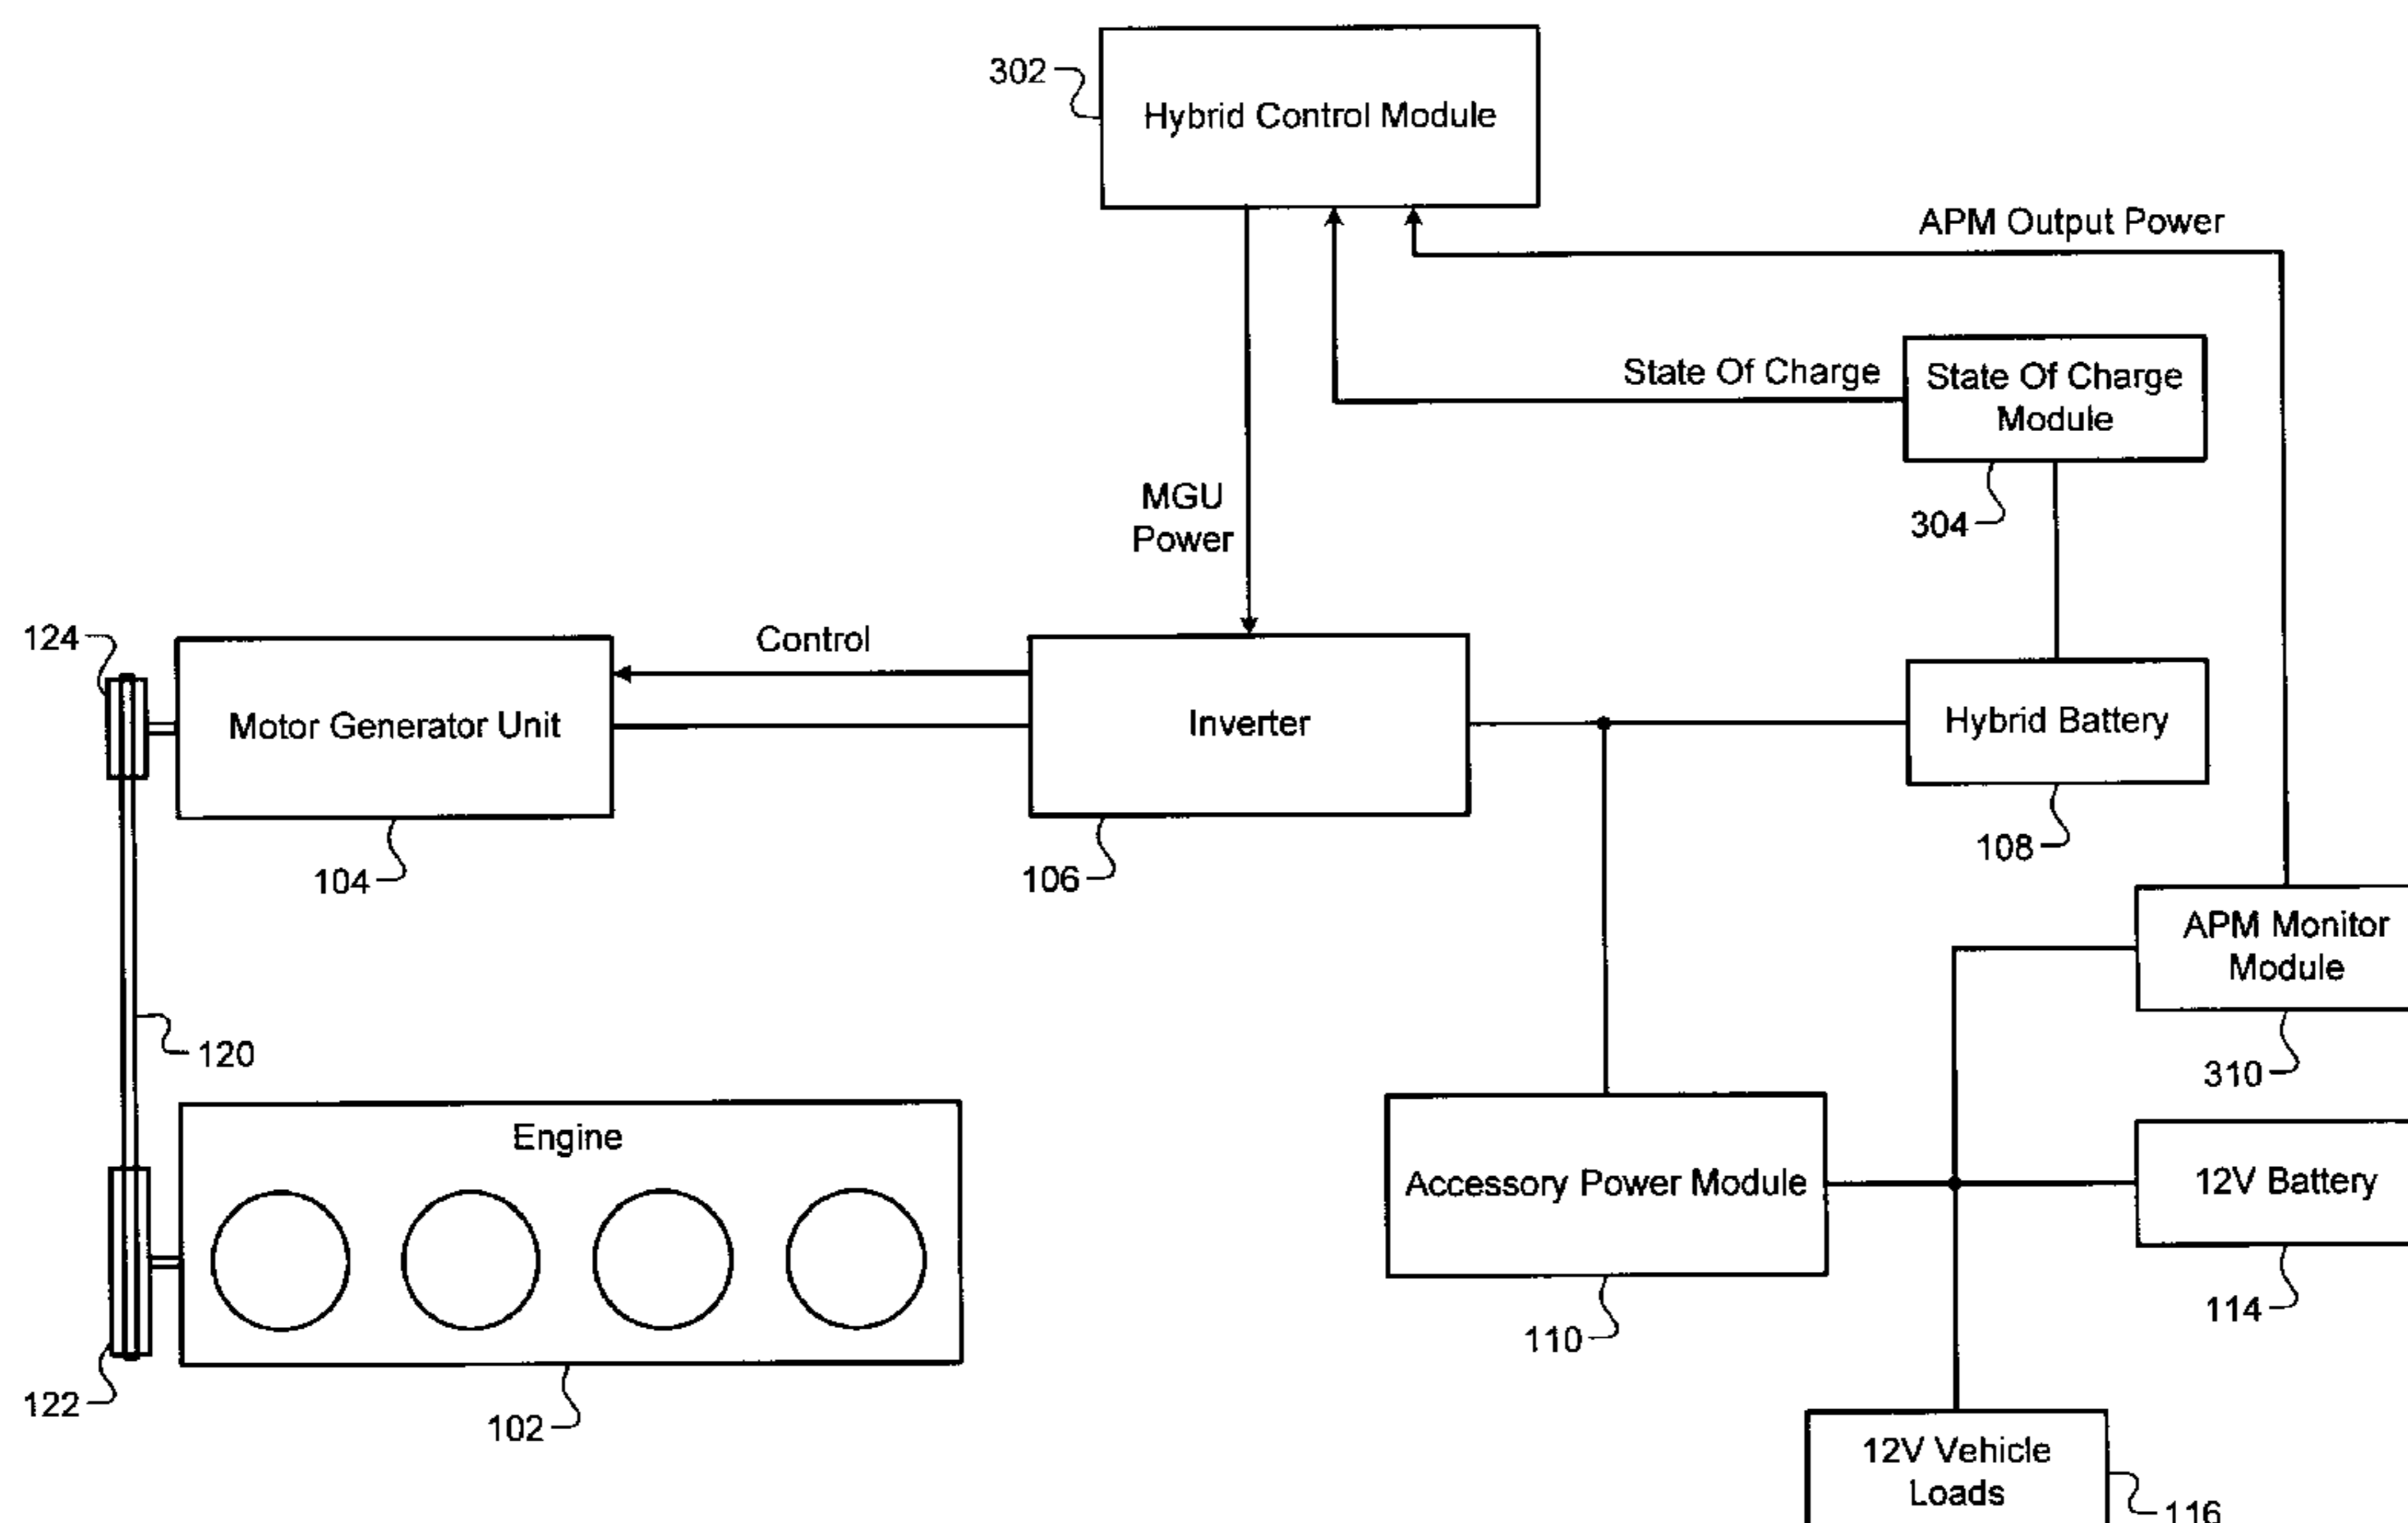 302
Hybrid Control Module
APM Output Power
State Of Charge
State Of Charge
Module
304
MGU
Power
124
Control
Motor Generator Unit
Inverter
Hybrid Battery
104
106
108
APM Monitor
Module
310
120
Engine
Accessory Power Module
12V Battery
114
110
122
102
12V Vehicle
Loads
116